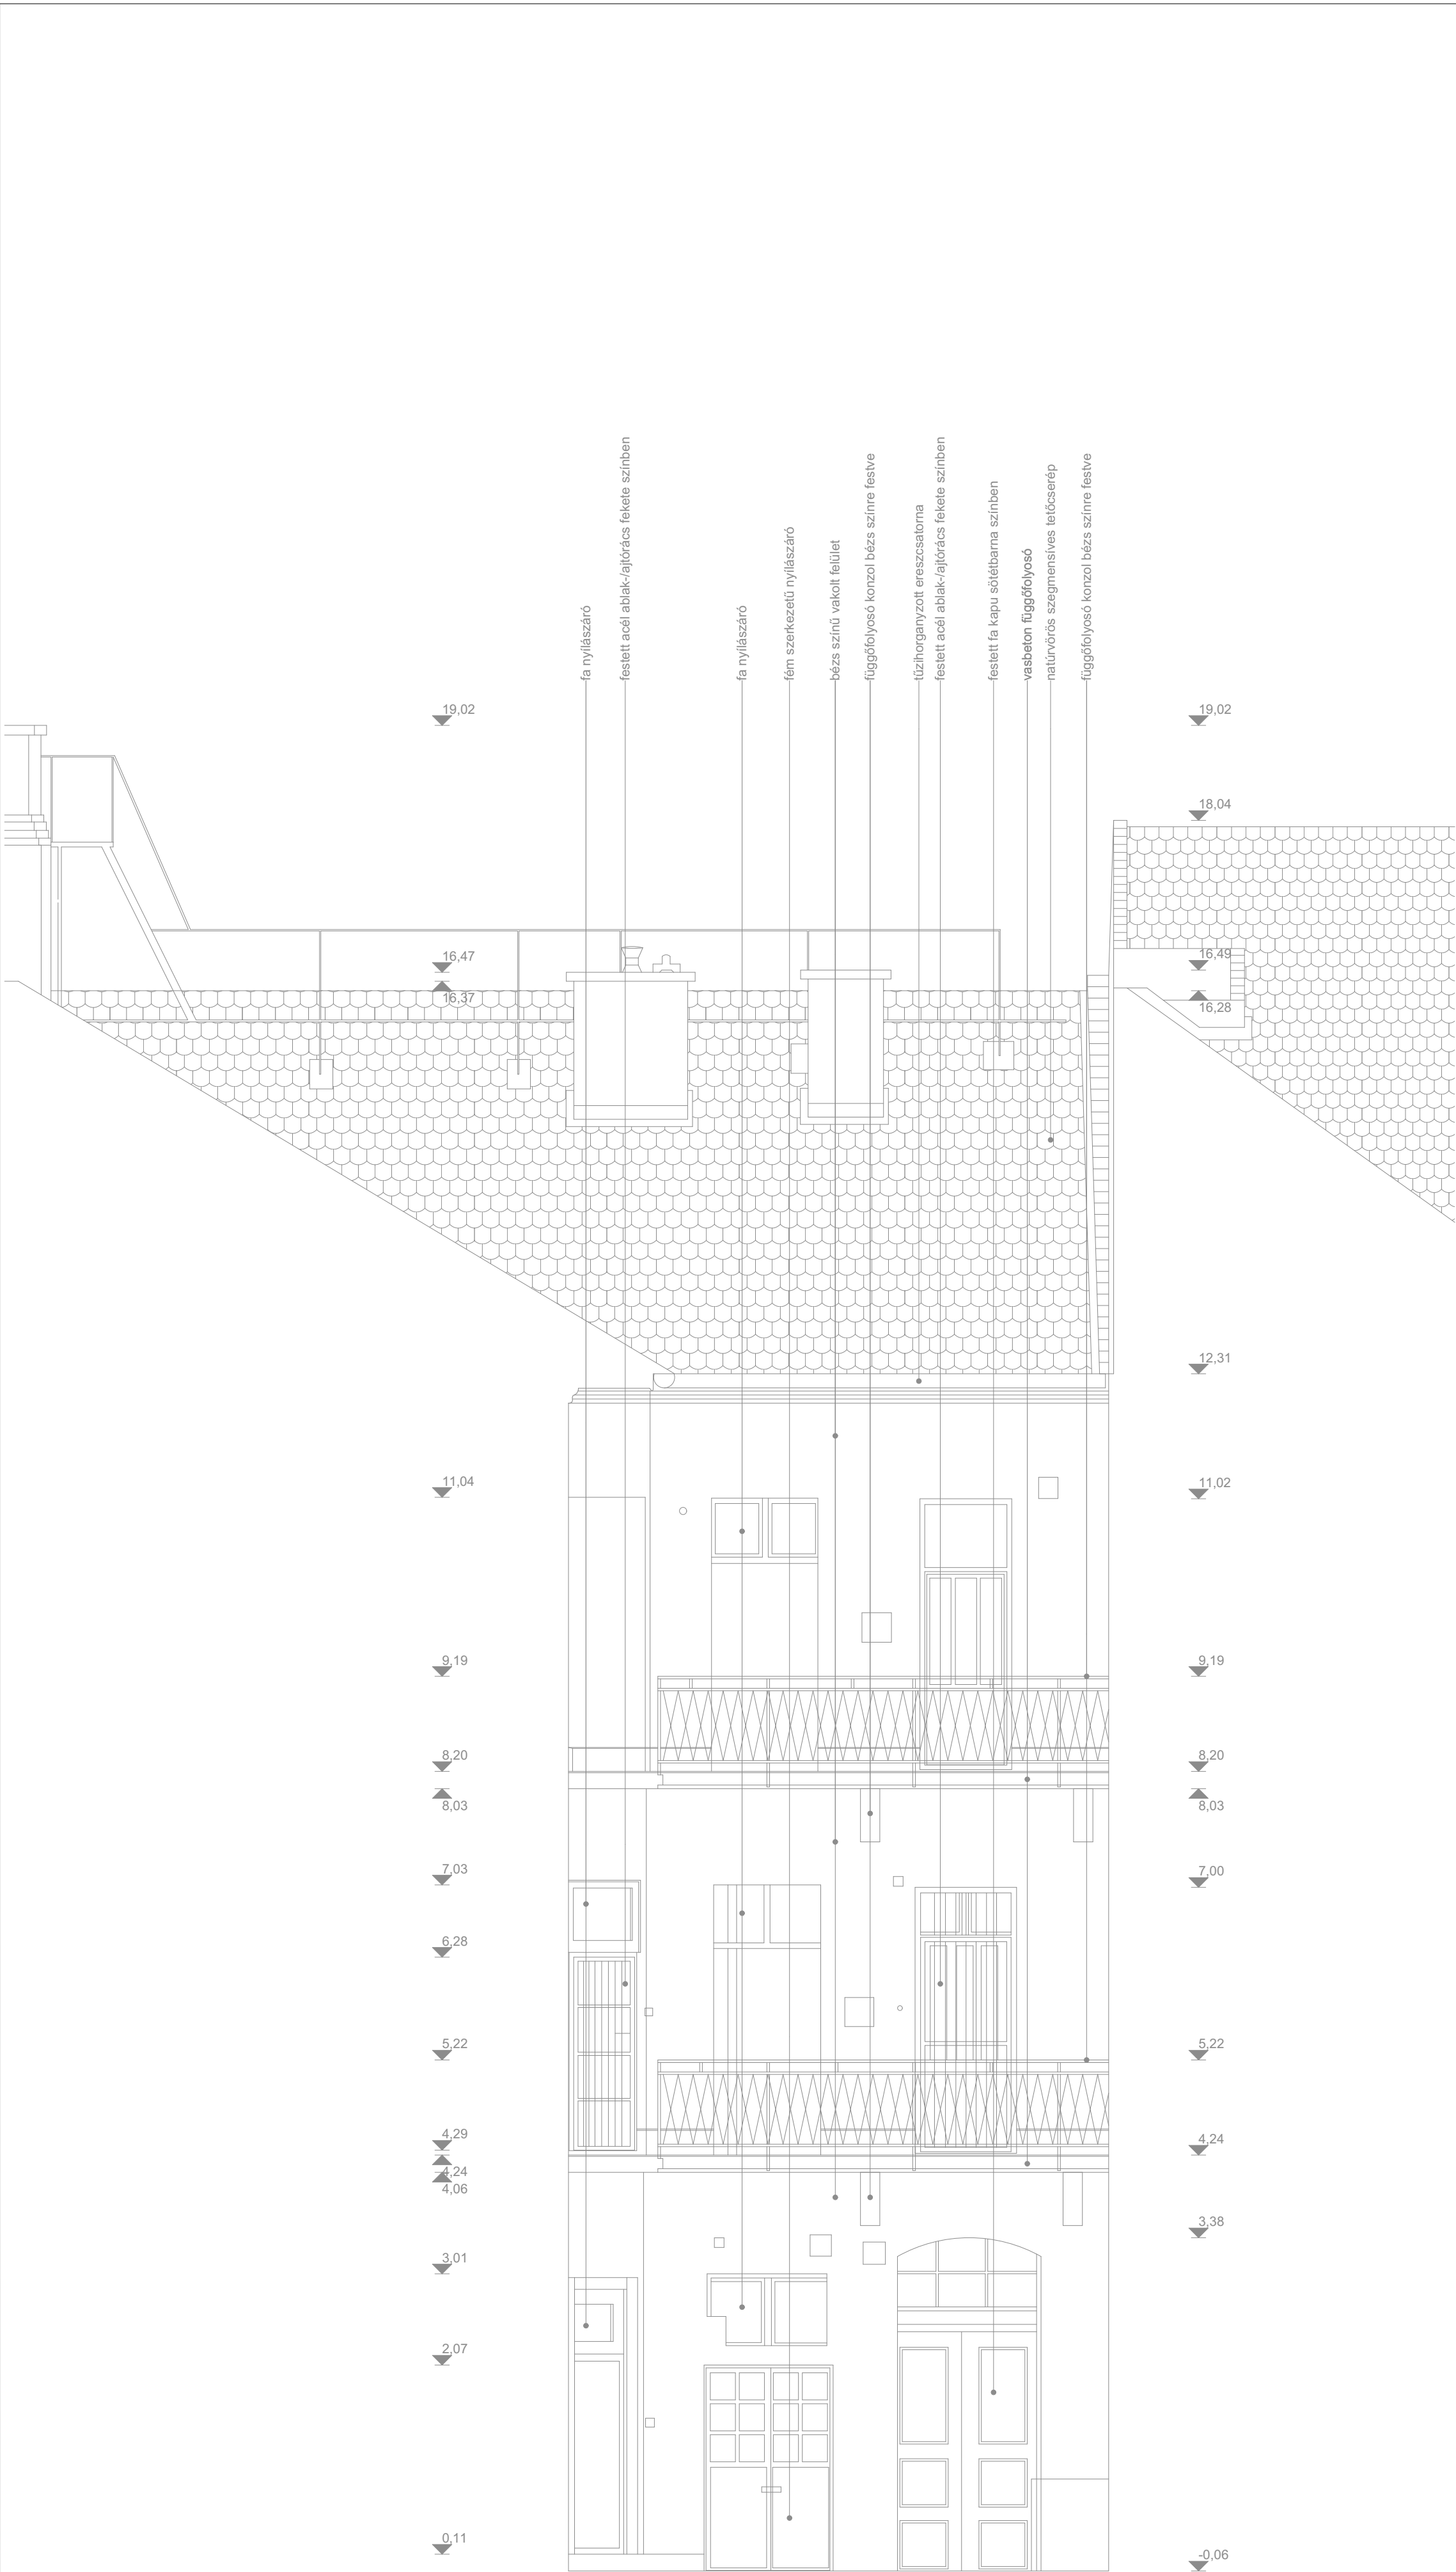 fa nyílászáró
festett acél ablak-/ajtórács fekete színben
fa nyílászáró
fém szerkezetű nyílászáró
bézs színű vakolt felület
függőfolyosó konzol bézs színre festve
tűzihorganyzott ereszcsatorna
festett acél ablak-/ajtórács fekete színben
festett fa kapu sötétbarna színben
vasbeton függőfolyosó
natúrvörös szegmensíves tetőcserép
függőfolyosó konzol bézs színre festve
19,02
19,02
18,04
16,47
16,49
16,37
16,28
12,31
11,04
11,02
9,19
9,19
8,20
8,20
8,03
8,03
7,03
7,00
6,28
5,22
5,22
4,29
4,24
4,24
4,06
3,38
3,01
2,07
0,11
-0,06